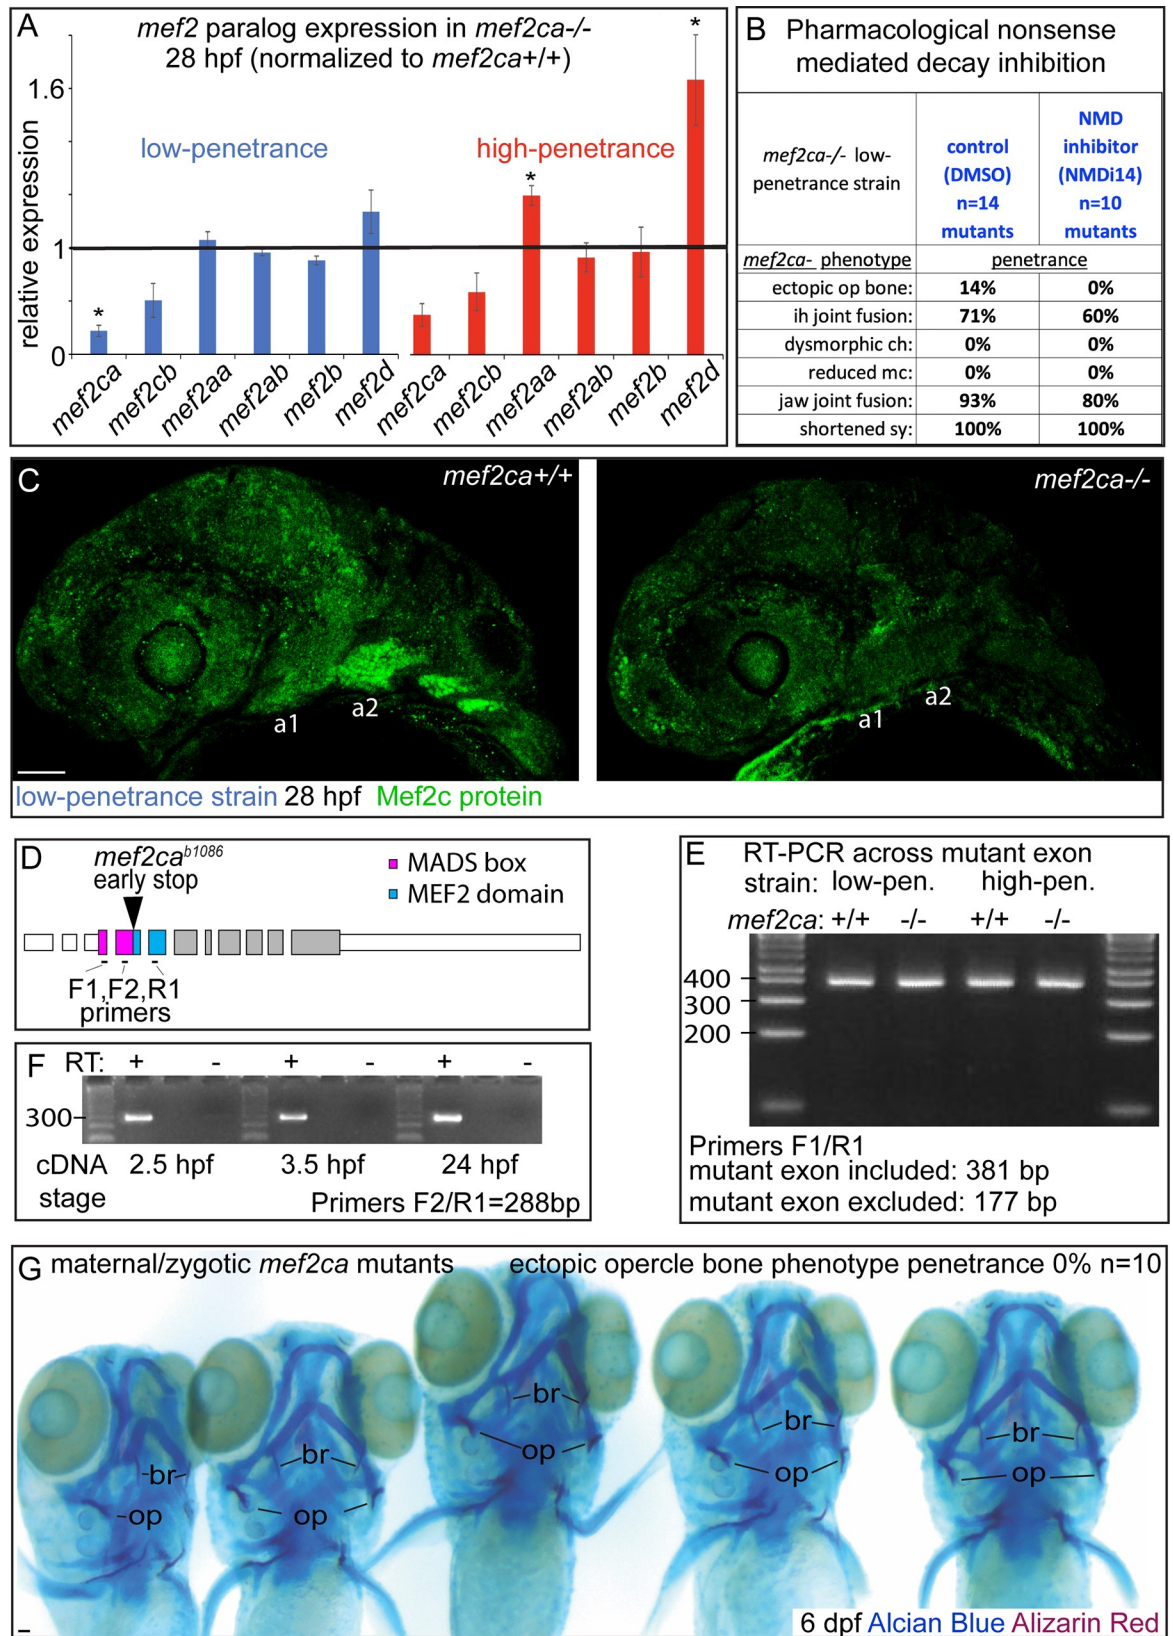 A
mef2 paralog expression in mef2ca-/-
28 hpf (normalized to mef2ca+/+)
relative expression
1.6
1
0
low-penetrance
high-penetrance
*
*
*
mef2ca
mef2cb
mef2aa
mef2ab
mef2b
mef2d
mef2ca
mef2cb
mef2aa
mef2ab
mef2b
mef2d
B
Pharmacological nonsense
mediated decay inhibition
mef2ca-/- low-
penetrance strain
control
(DMSO)
n=14
mutants
NMD
inhibitor
(NMDi14)
n=10
mutants
mef2ca- phenotype penetrance
ectopic op bone: 14% 0%
ih joint fusion: 71% 60%
dysmorphic ch: 0% 0%
reduced mc: 0% 0%
jaw joint fusion: 93% 80%
shortened sy: 100% 100%
C
mef2ca+/+
mef2ca-/-
a1
a2
a1
a2
low-penetrance strain 28 hpf Mef2c protein
D
mef2ca b1086
early stop
MADS box
MEF2 domain
F1,F2,R1
primers
E
RT-PCR across mutant exon
strain: low-pen. high-pen.
mef2ca: +/+ -/- +/+ -/-
400
300
200
Primers F1/R1
mutant exon included: 381 bp
mutant exon excluded: 177 bp
F
RT: + - + - + -
300
cDNA 2.5 hpf 3.5 hpf 24 hpf
stage
Primers F2/R1=288bp
G
maternal/zygotic mef2ca mutants
ectopic opercle bone phenotype penetrance 0% n=10
br
op
br
op
br
op
br
op
br
op
6 dpf Alcian Blue Alizarin Red